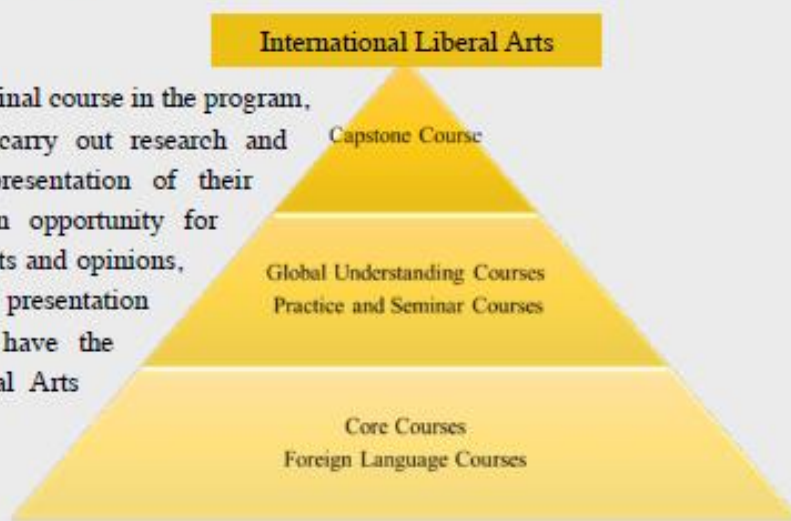 International Liberal Arts
inal course in the program,
carry out research and
resentation of their
n opportunity for
ts and opinions,
presentation
have the
al Arts
Capstone Course
Global Understanding Courses
Practice and Seminar Courses
Core Courses
Foreign Language Courses